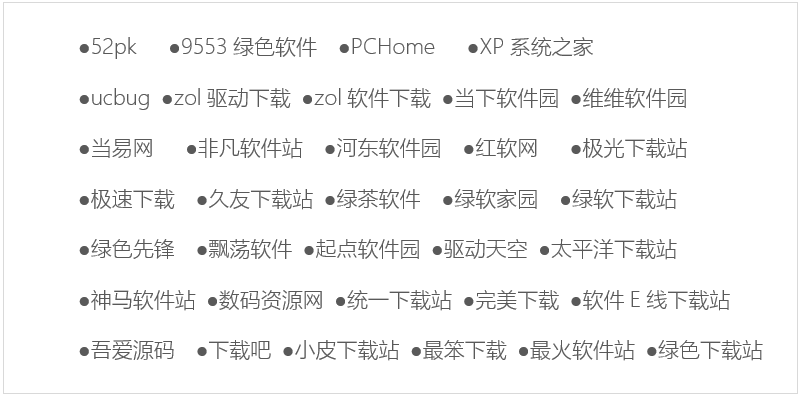 ●52pk ●9553 绿色软件 ●PCHome ●XP 系统之家
●ucbug ●zol 驱动下载 ●zol 软件下载 ●当下软件园 ●维维软件园
●当易网 ●非凡软件站 ●河东软件园 ●红软网 ●极光下载站
●极速下载 ●久友下载站 ●绿茶软件 ●绿软家园 ●绿软下载站
●绿色先锋 ●飘荡软件 ●起点软件园 ●驱动天空 ●太平洋下载站
●神马软件站 ●数码资源网 ●统一下载站 ●完美下载 ●软件 E 线下载站
●吾爱源码 ●下载吧 ●小皮下载站 ●最笨下载 ●最火软件站 ●绿色下载站